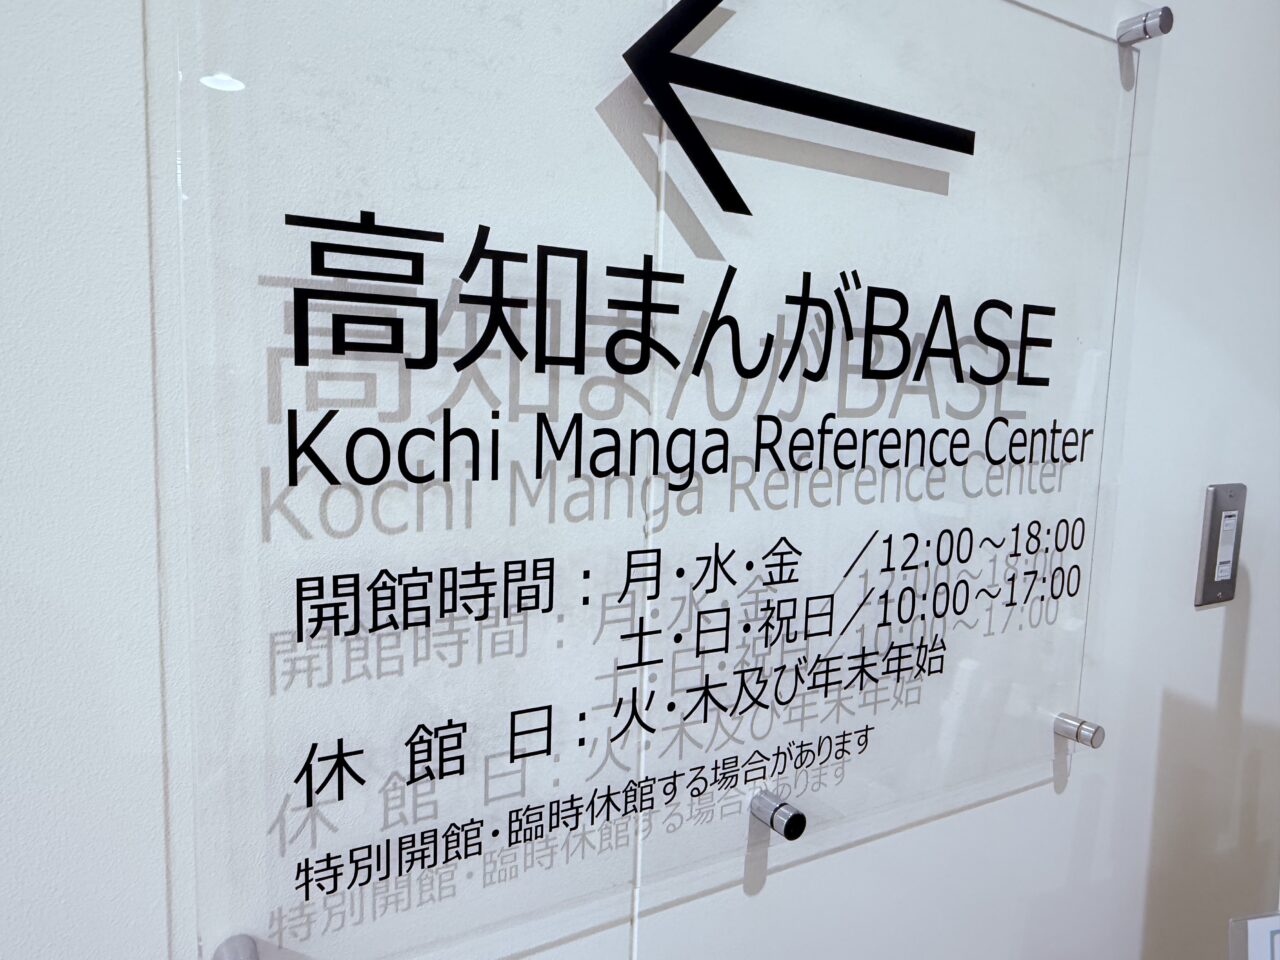 高知まんがBASE
Kochi Manga Reference Center
開館時間：月・水・金　／12:00～18:00
土・日・祝日／10:00～17:00
休館日：火・木及び年末年始
特別開館・臨時休館する場合があります